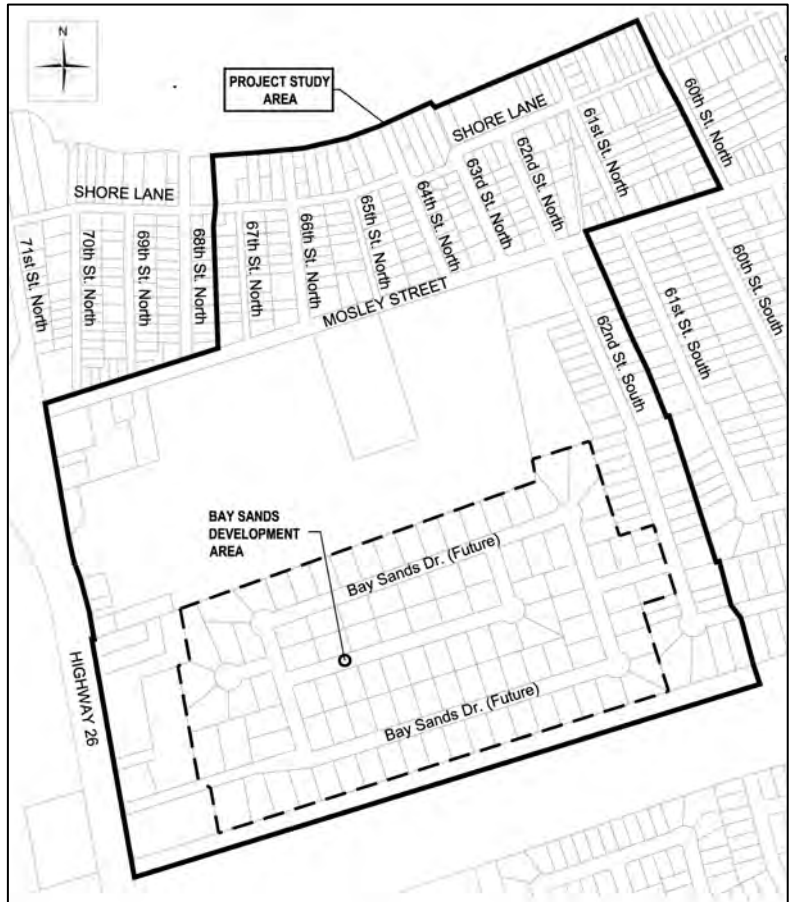 N
PROJECT STUDY
AREA
SHORE LANE
60th St. North
61st St. North
62nd St. North
63rd St. North
64th St. North
65th St. North
66th St. North
67th St. North
68th St. North
SHORE LANE
69th St. North
70th St. North
71st St. North
MOSLEY STREET
60th St. South
61st St. South
62nd St. South
BAY SANDS
DEVELOPMENT
AREA
Bay Sands Dr. (Future)
Bay Sands Dr. (Future)
HIGHWAY 26